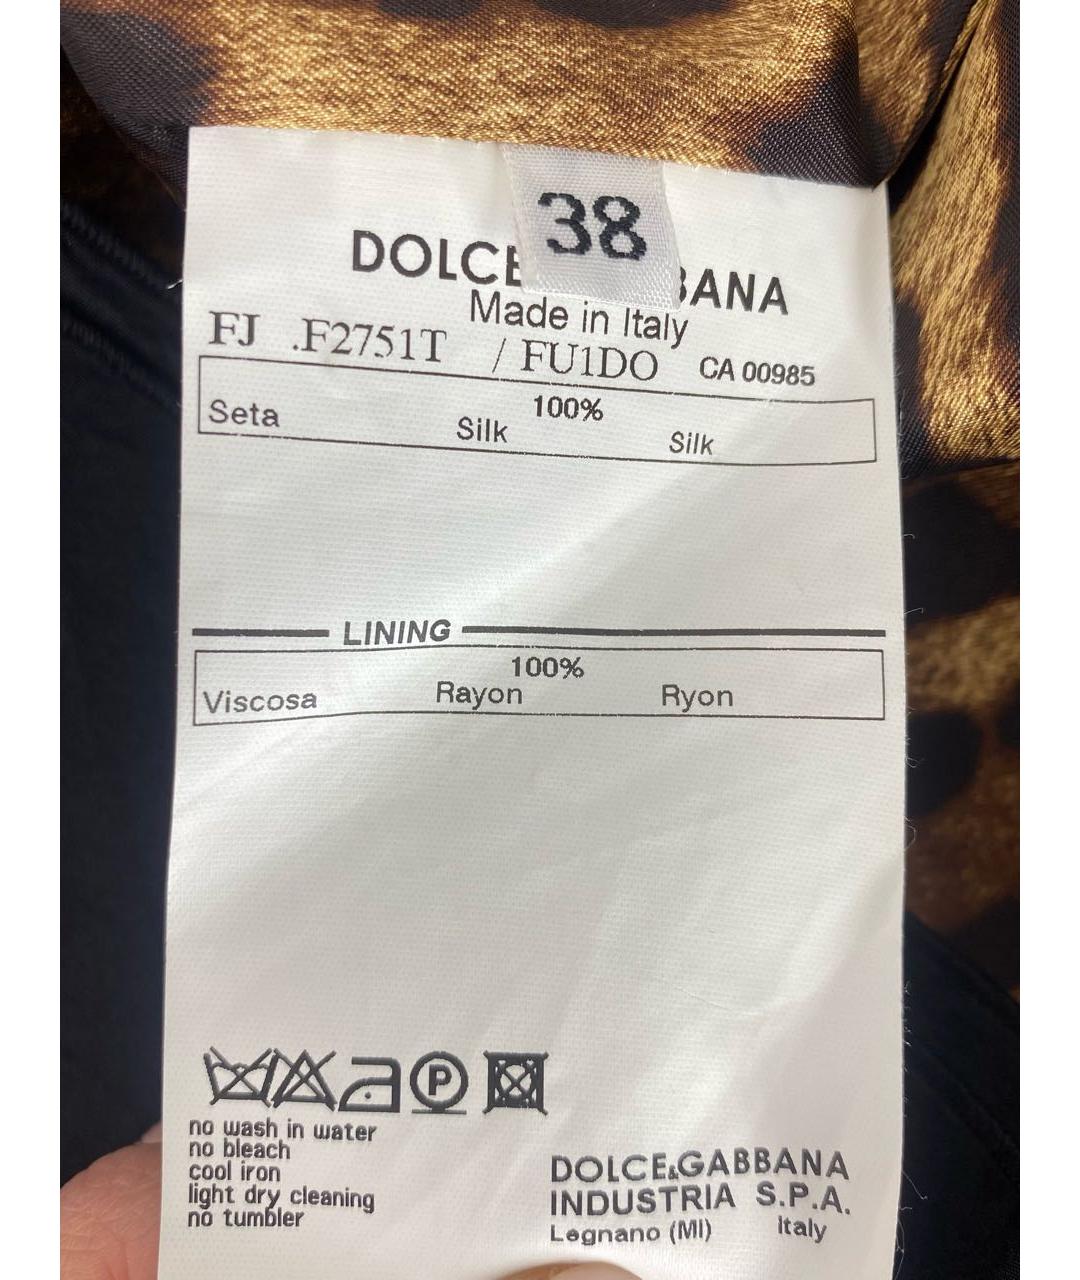 38
DOLCE BANA
Made in Italy
FJ .F2751T / FU1DO CA 00985
100%
Seta Silk Silk
LINING
100%
Viscosa Rayon Ryon
P
no wash in water
no bleach
cool iron
light dry cleaning
no tumbler
DOLCE&GABBANA
INDUSTRIA S.P.A.
Legnano (MI) Italy